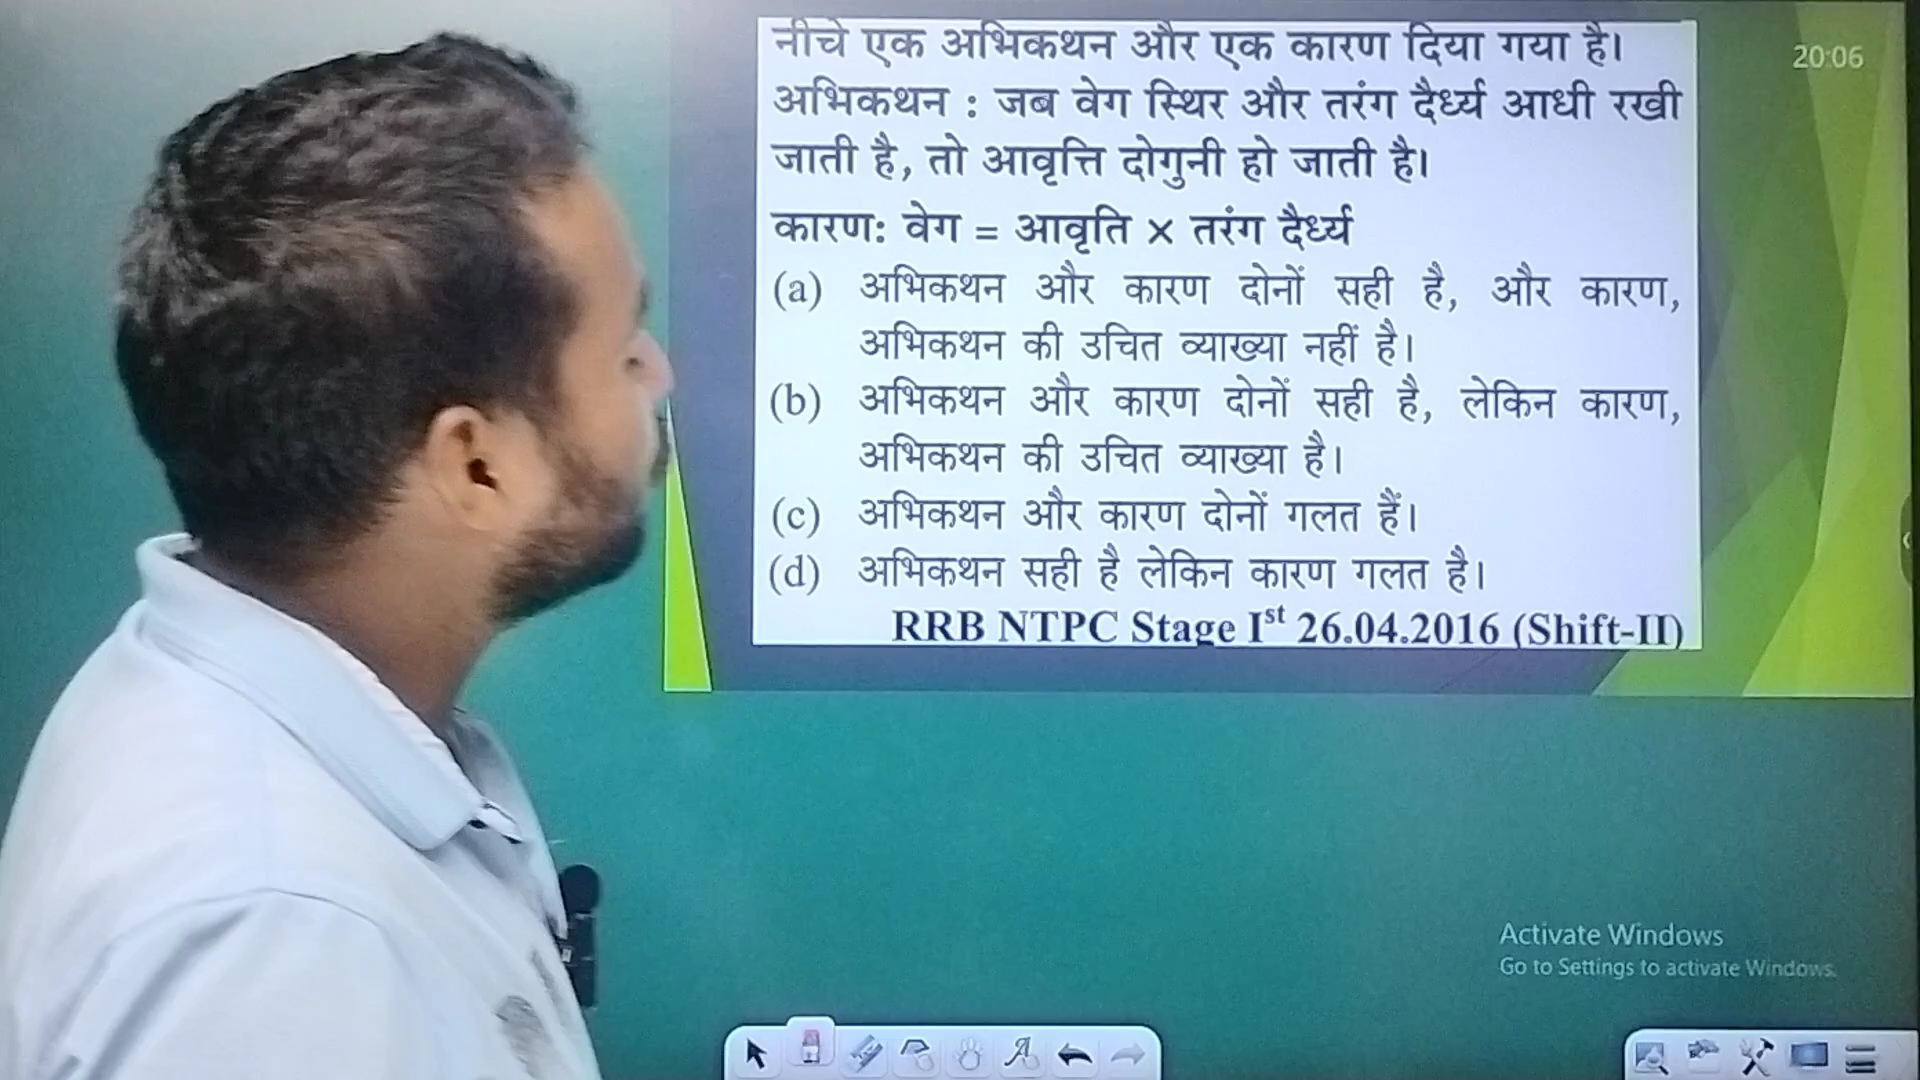 नीचे एक अभिकथन और एक कारण दिया गया है।
20:06
अभिकथन : जब वेग स्थिर और तरंग दैर्ध्य आधी रखी
जाती है, तो आवृत्ति दोगुनी हो जाती है।
कारण: वेग = आवृति × तरंग दैर्ध्य
(a) अभिकथन और कारण दोनों सही है, और कारण,
अभिकथन की उचित व्याख्या नहीं है।
(b) अभिकथन और कारण दोनों सही है, लेकिन कारण,
अभिकथन की उचित व्याख्या है।
(c) अभिकथन और कारण दोनों गलत हैं।
(d) अभिकथन सही है लेकिन कारण गलत है।
RRB NTPC Stage Ist 26.04.2016 (Shift-II)
Activate Windows
Go to Settings to activate Windows.